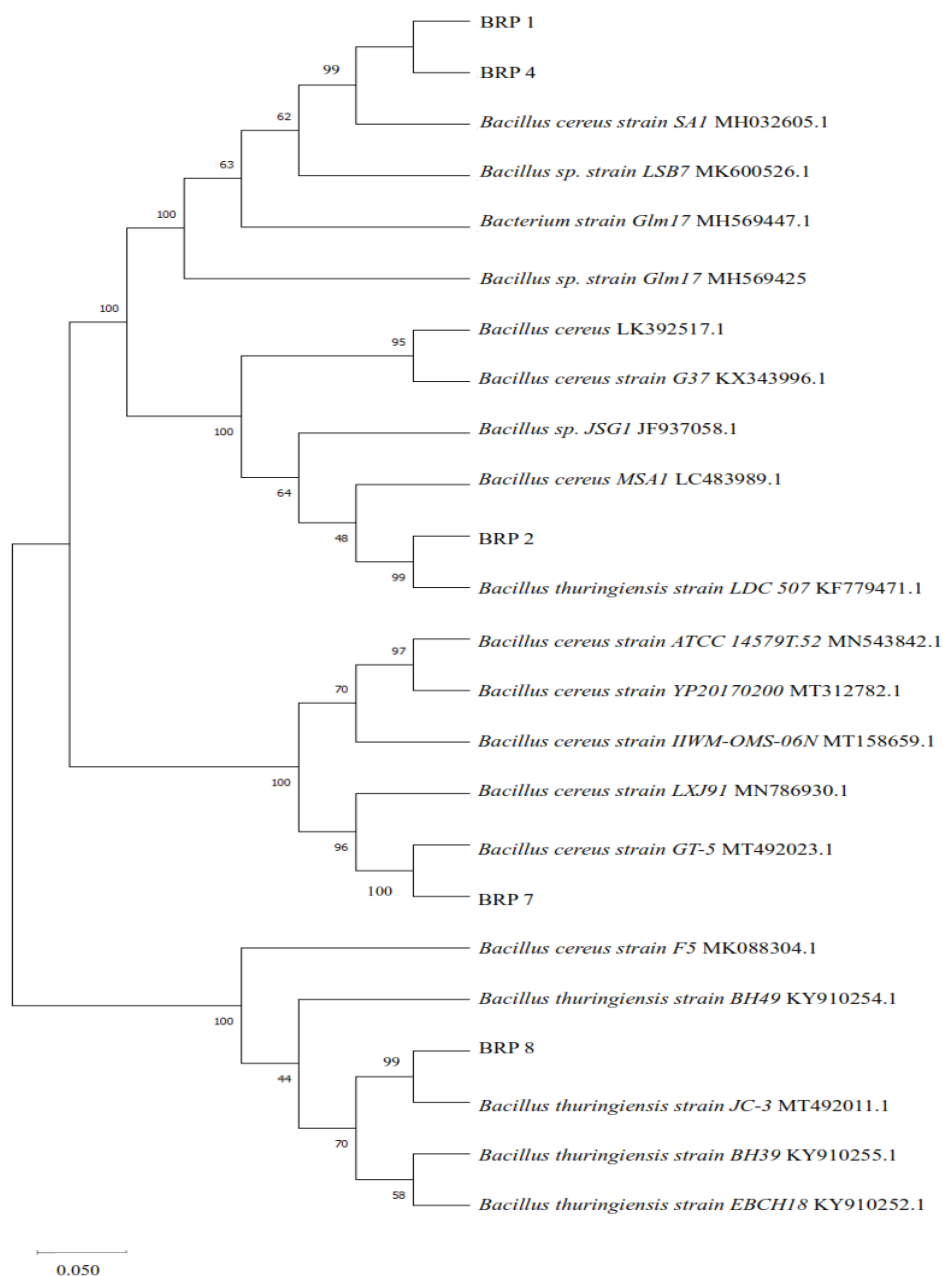 BRP 1
99
BRP 4
62
Bacillus cereus strain SA1 MH032605.1
63
Bacillus sp. strain LSB7 MK600526.1
100
Bacterium strain Glm17 MH569447.1
Bacillus sp. strain Glm17 MH569425
100
Bacillus cereus LK392517.1
95
Bacillus cereus strain G37 KX343996.1
100
Bacillus sp. JSG1 JF937058.1
Bacillus cereus MSA1 LC483989.1
64
48
BRP 2
99
Bacillus thuringiensis strain LDC 507 KF779471.1
Bacillus cereus strain ATCC 14579T.52 MN543842.1
97
70
Bacillus cereus strain YP20170200 MT312782.1
Bacillus cereus strain IIWM-OMS-06N MT158659.1
100
Bacillus cereus strain LXJ91 MN786930.1
96
Bacillus cereus strain GT-5 MT492023.1
100
BRP 7
Bacillus cereus strain F5 MK088304.1
Bacillus thuringiensis strain BH49 KY910254.1
100
BRP 8
99
44
Bacillus thuringiensis strain JC-3 MT492011.1
70
Bacillus thuringiensis strain BH39 KY910255.1
58
Bacillus thuringiensis strain EBCH18 KY910252.1
0.050